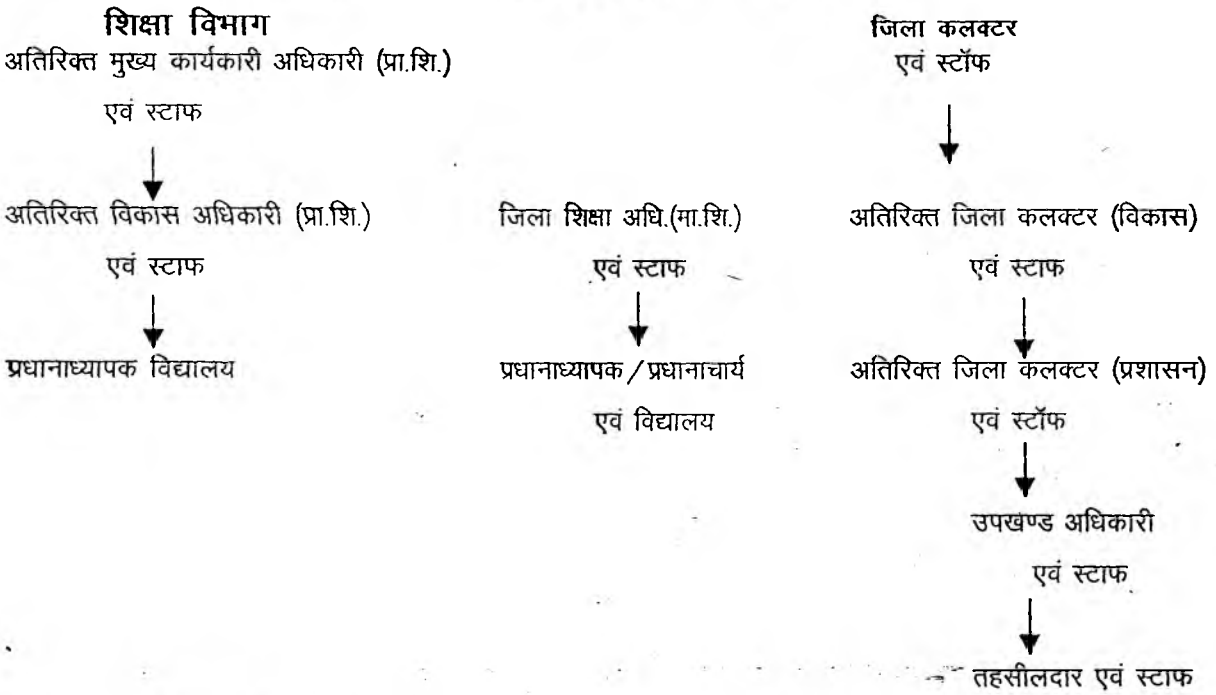 शिक्षा विभाग
अतिरिक्त मुख्य कार्यकारी अधिकारी (प्रा.शि.)
एवं स्टाफ
अतिरिक्त विकास अधिकारी (प्रा.शि.)
एवं स्टाफ
प्रधानाध्यापक विद्यालय
जिला शिक्षा अधि.(मा.शि.)
एवं स्टाफ
प्रधानाध्यापक/प्रधानाचार्य
एवं विद्यालय
जिला कलक्टर
एवं स्टॉफ
अतिरिक्त जिला कलक्टर (विकास)
एवं स्टाफ
अतिरिक्त जिला कलक्टर (प्रशासन)
एवं स्टॉफ
उपखण्ड अधिकारी
एवं स्टाफ
तहसीलदार एवं स्टाफ